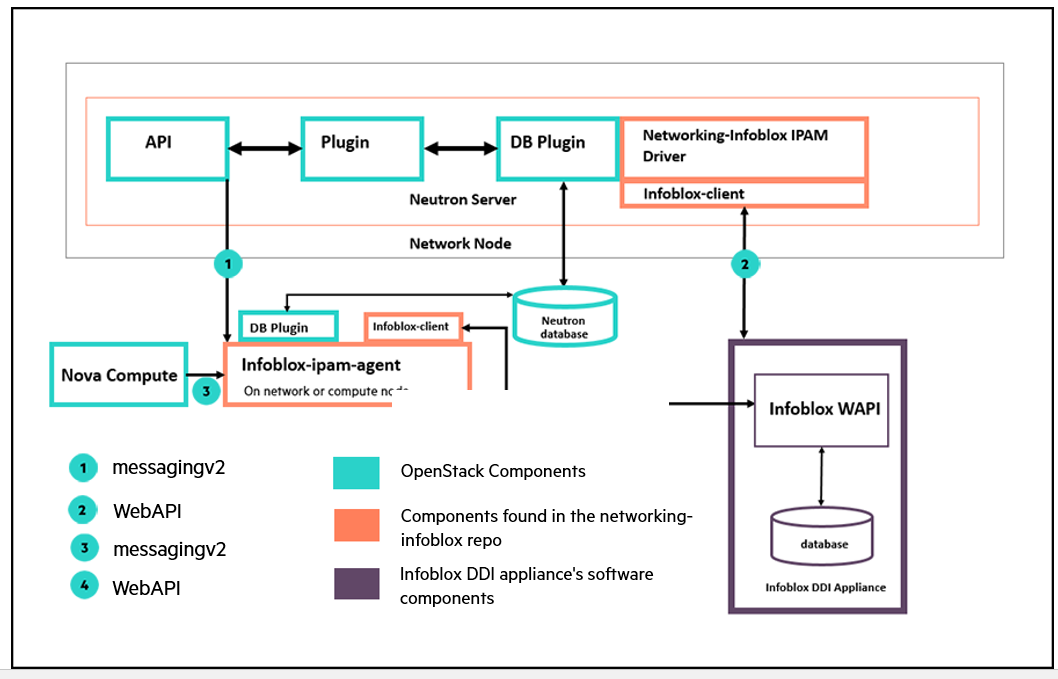 API
Plugin
DB Plugin
Networking-Infoblox IPAM
Driver
Infoblox-client
Neutron Server
Network Node
1
2
DB Plugin
Infoblox-client
Neutron
database
Nova Compute
3
Infoblox-ipam-agent
On network or compute
Infoblox WAPI
database
Infoblox DDI Appliance
1 messagingv2
2 WebAPI
3 messagingv2
4 WebAPI
OpenStack Components
Components found in the networking-
infoblox repo
Infoblox DDI appliance's software
components